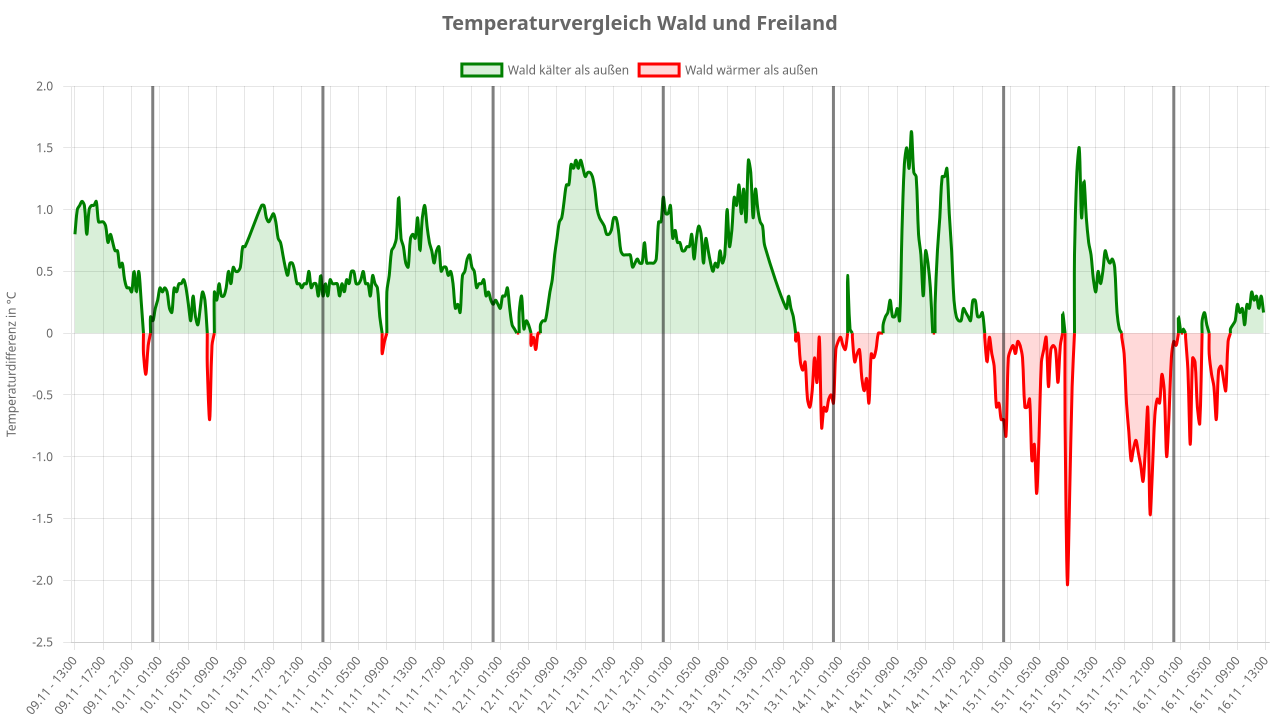 Temperaturvergleich Wald und Freiland
Wald kälter als außen
Wald wärmer als außen
Temperaturdifferenz in °C
2.0
1.5
1.0
0.5
0
-0.5
-1.0
-1.5
-2.0
-2.5
09.11 - 13:00
09.11 - 17:00
09.11 - 21:00
10.11 - 01:00
10.11 - 05:00
10.11 - 09:00
10.11 - 13:00
10.11 - 17:00
10.11 - 21:00
11.11 - 01:00
11.11 - 05:00
11.11 - 09:00
11.11 - 13:00
11.11 - 17:00
11.11 - 21:00
12.11 - 01:00
12.11 - 05:00
12.11 - 09:00
12.11 - 13:00
12.11 - 17:00
12.11 - 21:00
13.11 - 01:00
13.11 - 05:00
13.11 - 09:00
13.11 - 13:00
13.11 - 17:00
13.11 - 21:00
14.11 - 01:00
14.11 - 05:00
14.11 - 09:00
14.11 - 13:00
14.11 - 17:00
14.11 - 21:00
15.11 - 01:00
15.11 - 05:00
15.11 - 09:00
15.11 - 13:00
15.11 - 17:00
15.11 - 21:00
16.11 - 01:00
16.11 - 05:00
16.11 - 09:00
16.11 - 13:00